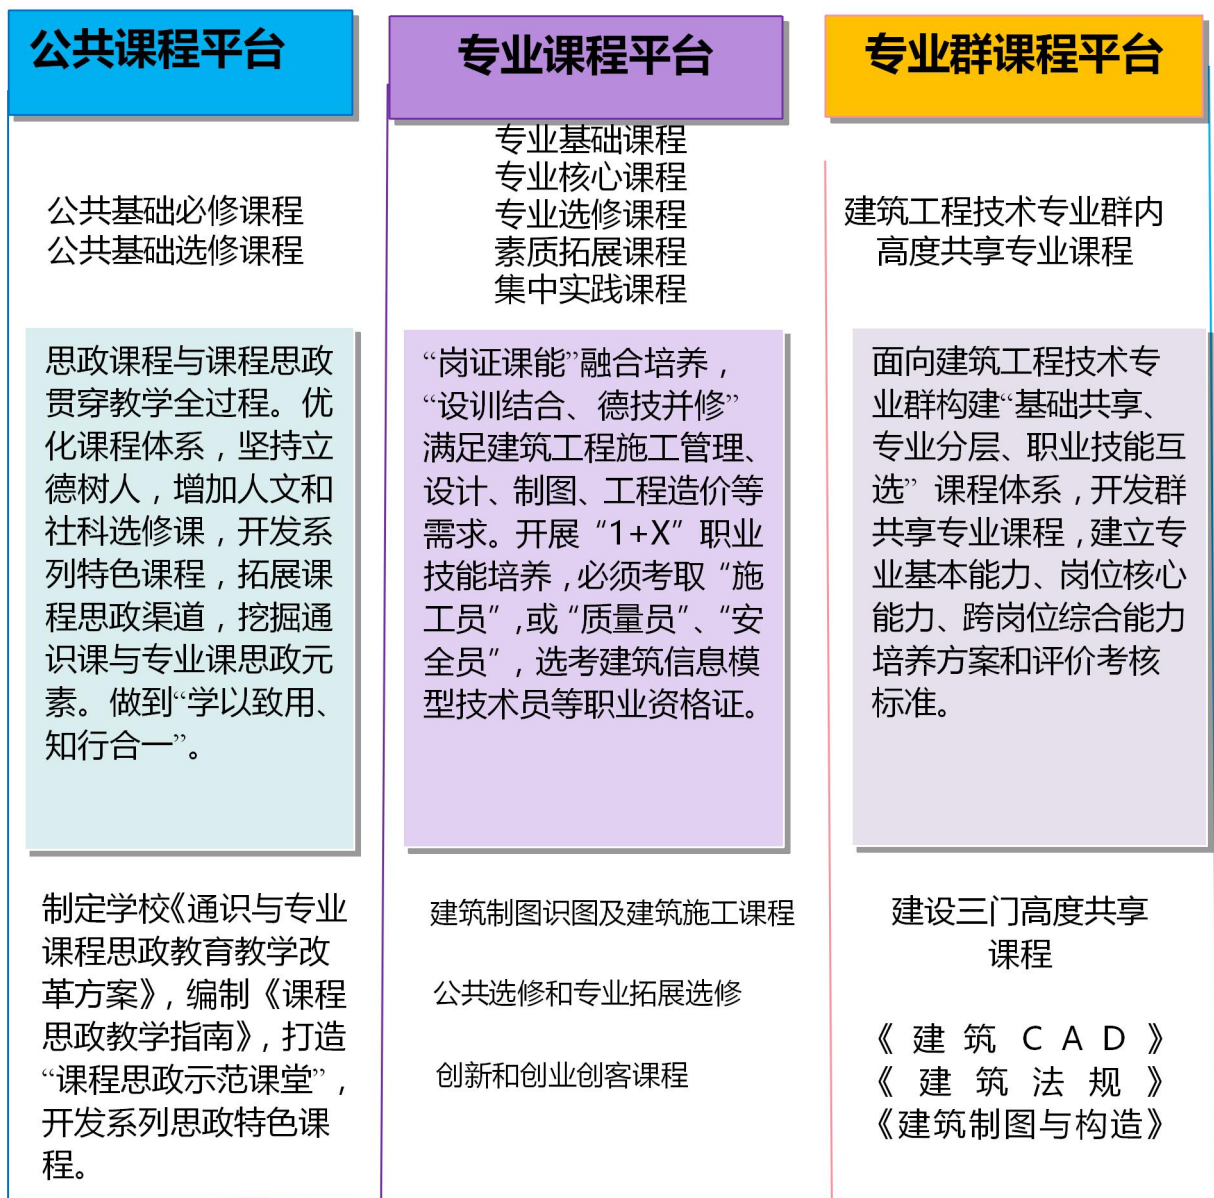 公共课程平台
公共基础必修课程
公共基础选修课程
思政课程与课程思政
贯穿教学全过程。优
化课程体系，坚持立
德树人，增加人文和
社科选修课，开发系
列特色课程，拓展课
程思政渠道，挖掘通
识课与专业课思政元
素。做到“学以致用、
知行合一”。
制定学校《通识与专业
课程思政教育教学改
革方案》，编制《课程
思政教学指南》，打造
“课程思政示范课堂”，
开发系列思政特色课
程。
专业课程平台
专业基础课程
专业核心课程
专业选修课程
素质拓展课程
集中实践课程
“岗证课能”融合培养，
“设训结合、德技并修”
满足建筑工程施工管理、
设计、制图、工程造价等
需求。开展“1+X”职业
技能培养，必须考取“施
工员”，或“质量员”、“安
全员”，选考建筑信息模
型技术员等职业资格证。
建筑制图识图及建筑施工课程
公共选修和专业拓展选修
创新和创业创客课程
专业群课程平台
建筑工程技术专业群内
高度共享专业课程
面向建筑工程技术专
业群构建“基础共享、
专业分层、职业技能互
选” 课程体系，开发群
共享专业课程，建立专
业基本能力、岗位核心
能力、跨岗位综合能力
培养方案和评价考核
标准。
建设三门高度共享
课程
《建筑CAD》
《建筑法规》
《建筑制图与构造》